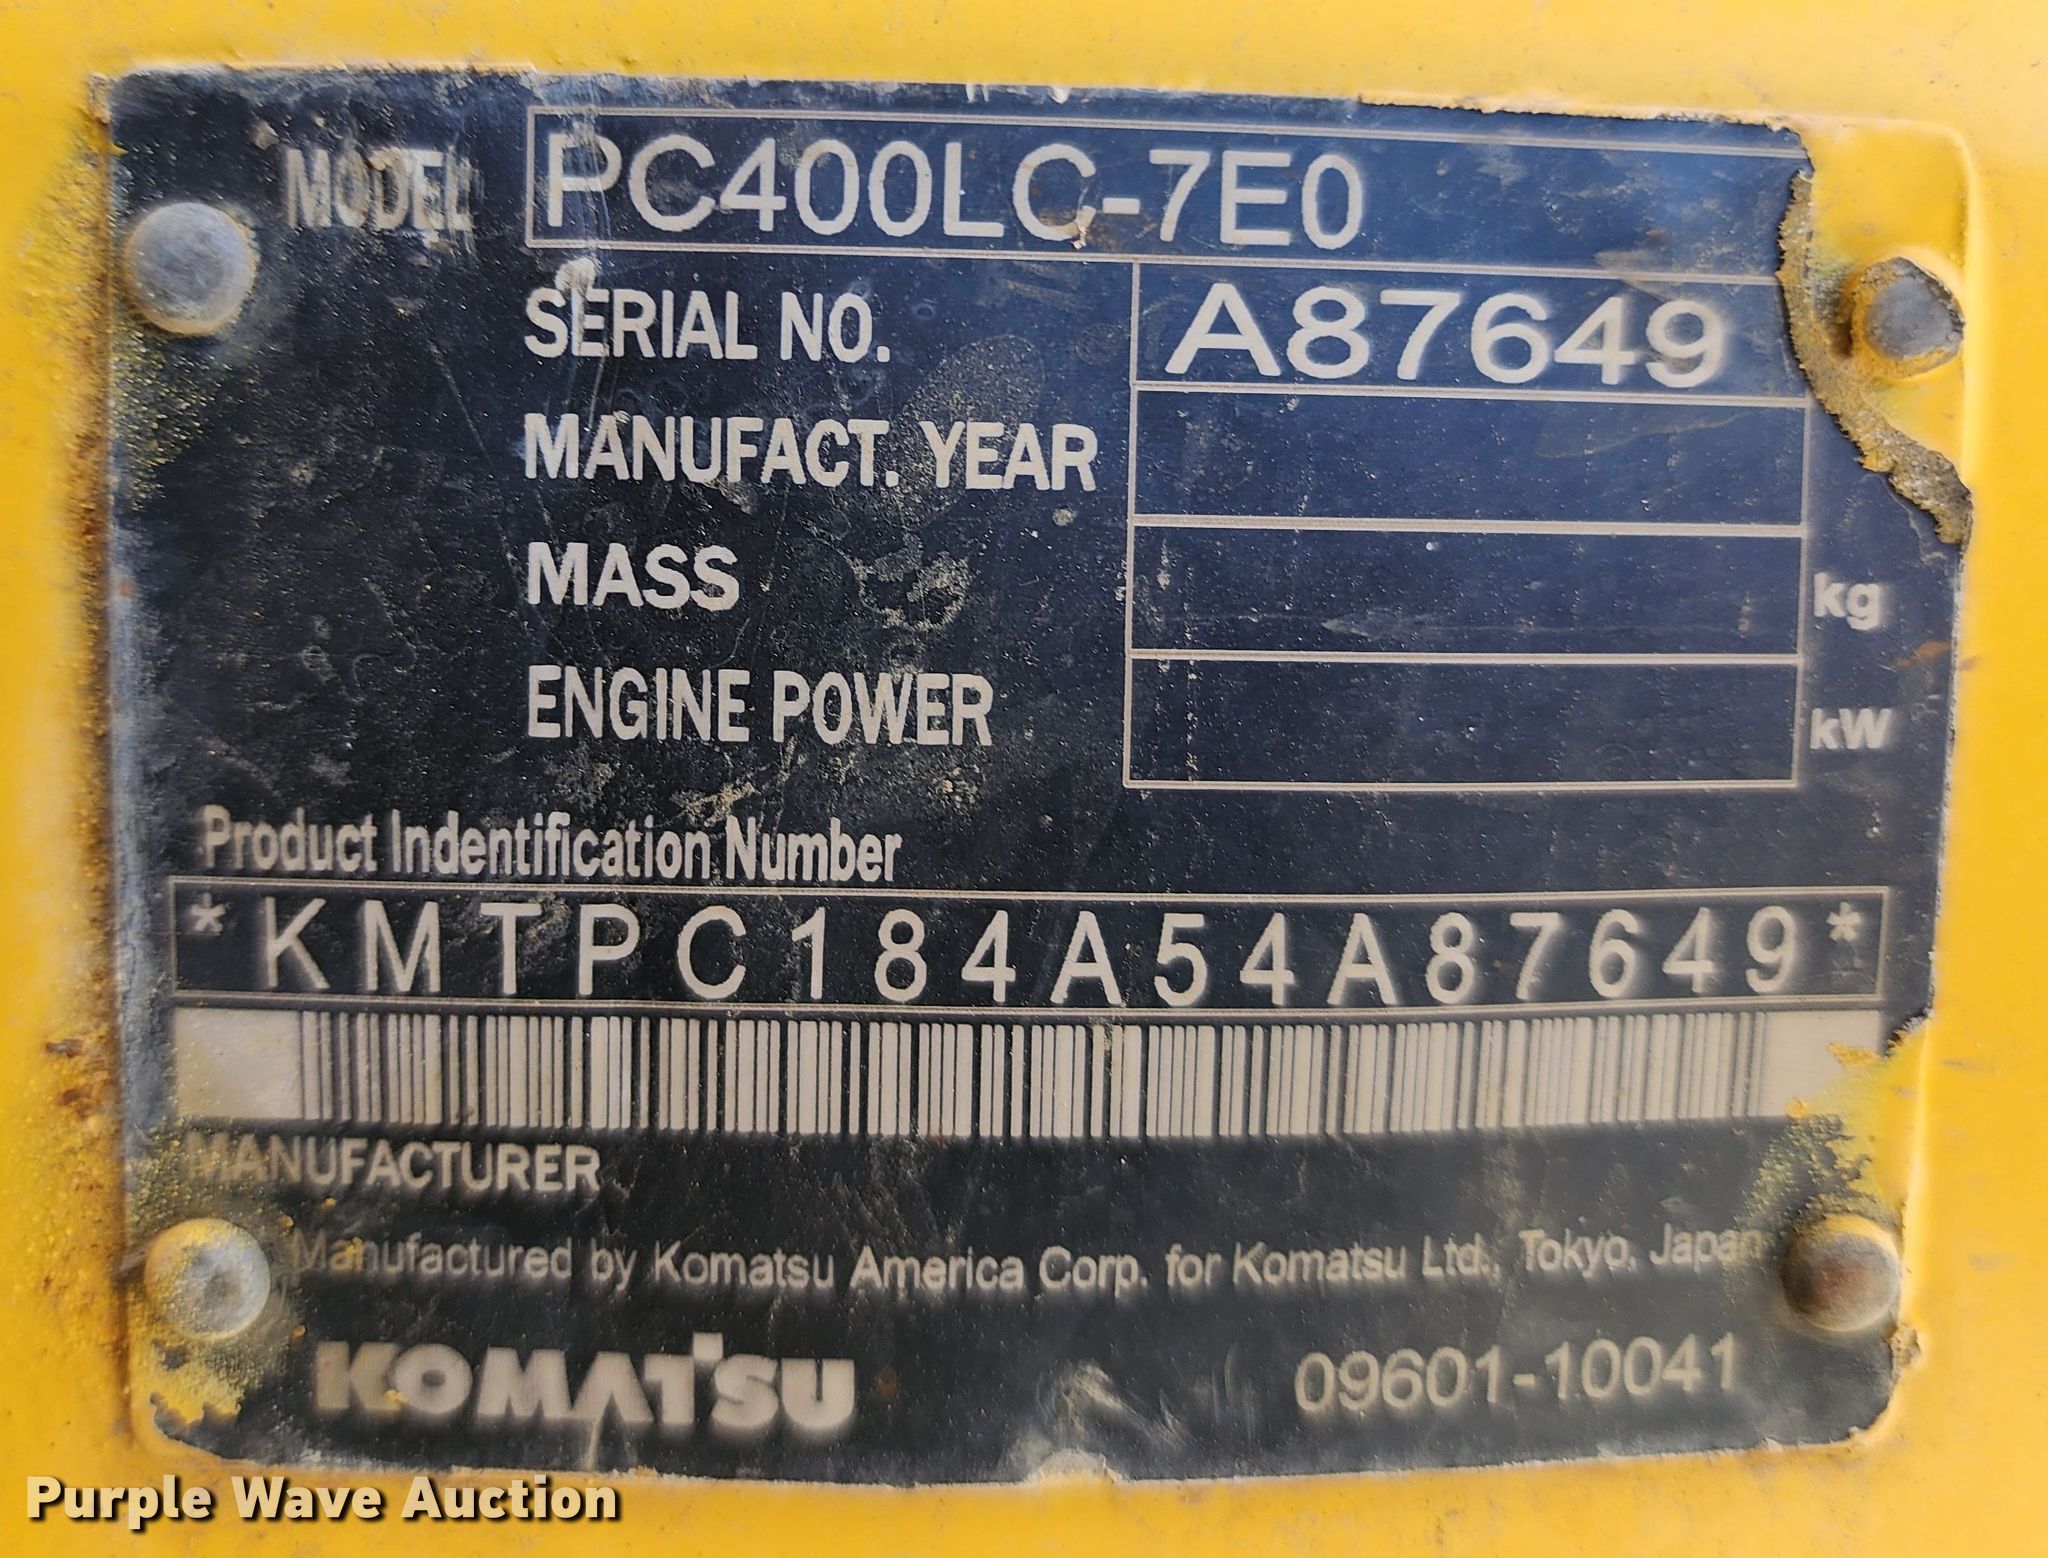 MODEL PC400LC-7E0
SERIAL NO. A87649
MANUFACT. YEAR
MASS kg
ENGINE POWER kW
Product Indentification Number
*KMTPC184A54A87649*
MANUFACTURER
Manufactured by Komatsu America Corp. for Komatsu Ltd., Tokyo, Japan
KOMATSU 09601-10041
Purple Wave Auction